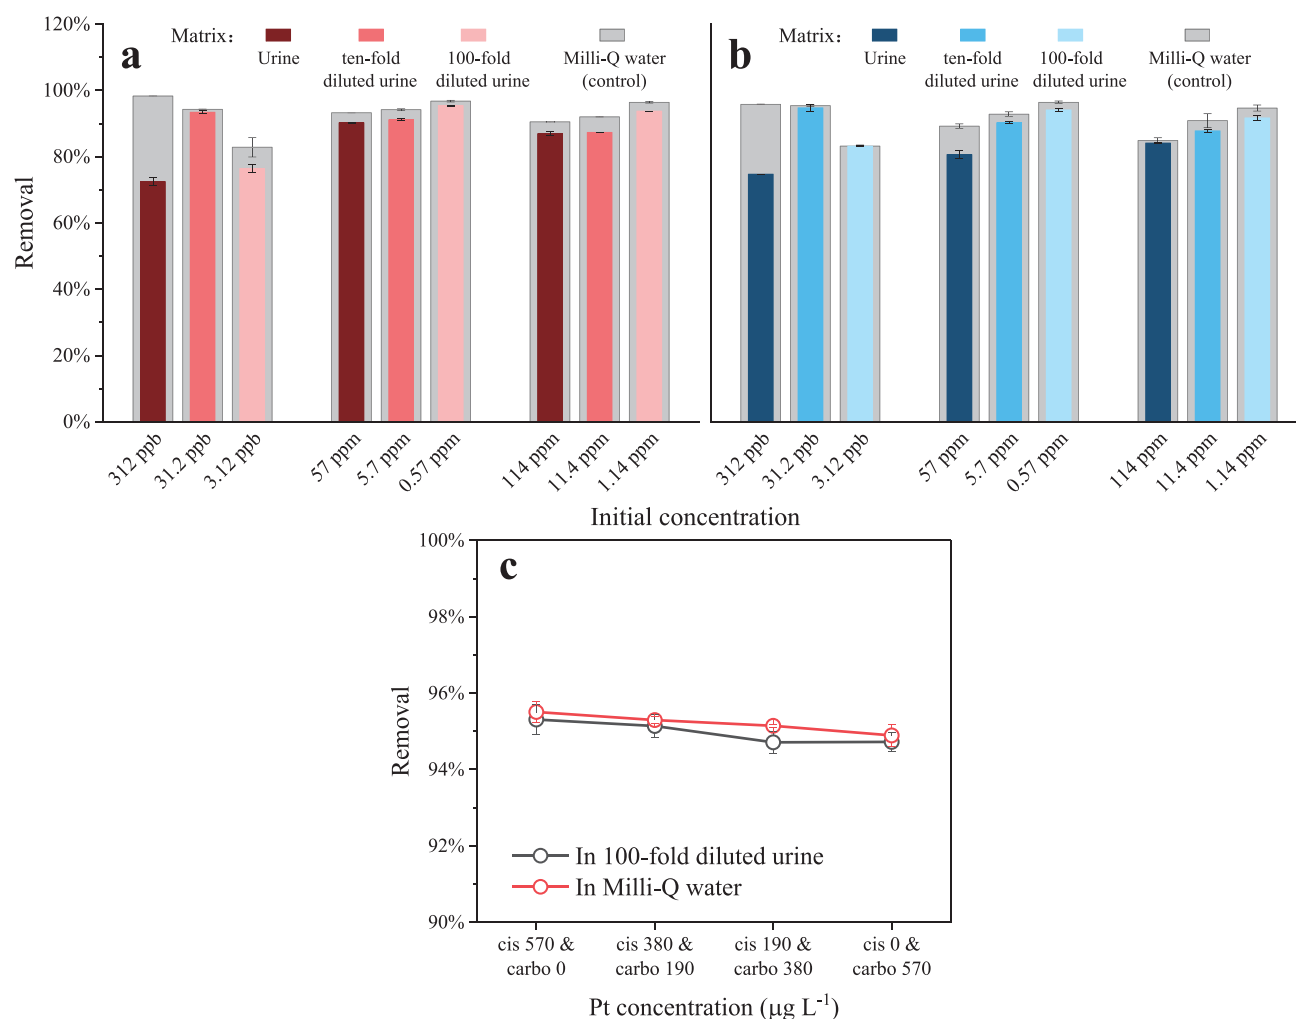 120%
100%
80%
60%
40%
20%
0%
Removal
a
Matrix：
Urine
ten-fold
diluted urine
100-fold
diluted urine
Milli-Q water
(control)
312 ppb
31.2 ppb
3.12 ppb
57 ppm
5.7 ppm
0.57 ppm
114 ppm
11.4 ppm
1.14 ppm
b
Matrix：
Urine
ten-fold
diluted urine
100-fold
diluted urine
Milli-Q water
(control)
312 ppb
31.2 ppb
3.12 ppb
57 ppm
5.7 ppm
0.57 ppm
114 ppm
11.4 ppm
1.14 ppm
Initial concentration
c
100%
98%
96%
94%
92%
90%
Removal
In 100-fold diluted urine
In Milli-Q water
cis 570 &
carbo 0
cis 380 &
carbo 190
cis 190 &
carbo 380
cis 0 &
carbo 570
Pt concentration (μg L⁻¹)